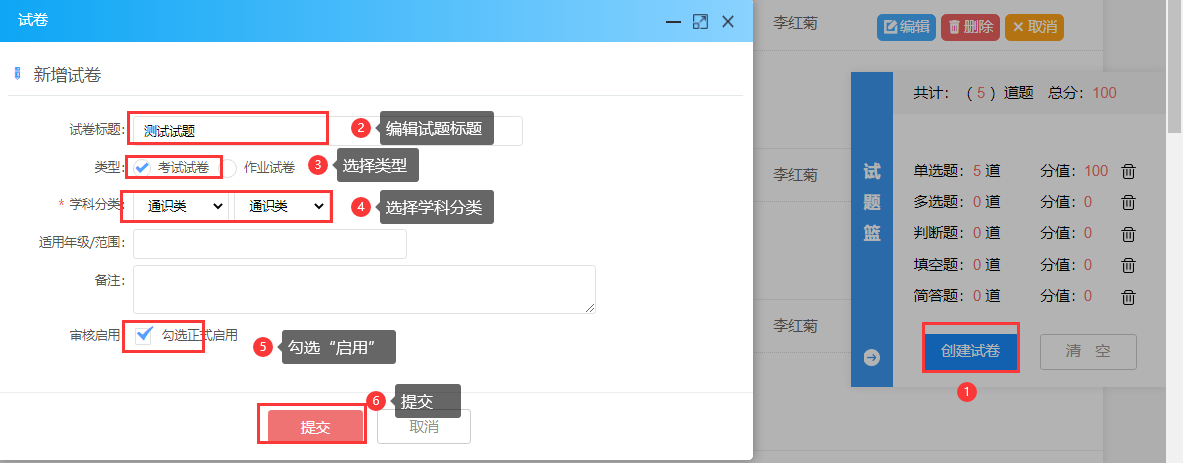 试卷
新增试卷
试卷标题: 测试试题
2 编辑试题标题
类型: 考试试卷 作业试卷
3 选择类型
* 学科分类: 通识类 通识类
4 选择学科分类
适用年级/范围:
备注:
审核启用 勾选正式启用
5 勾选“启用”
6 提交
提交 取消
李红菊 编辑 删除 取消
李红菊
李红菊
试题篮
共计: ( 5 ) 道题 总分: 100
单选题: 5 道 分值: 100
多选题: 0 道 分值: 0
判断题: 0 道 分值: 0
填空题: 0 道 分值: 0
简答题: 0 道 分值: 0
创建试卷 清 空
1